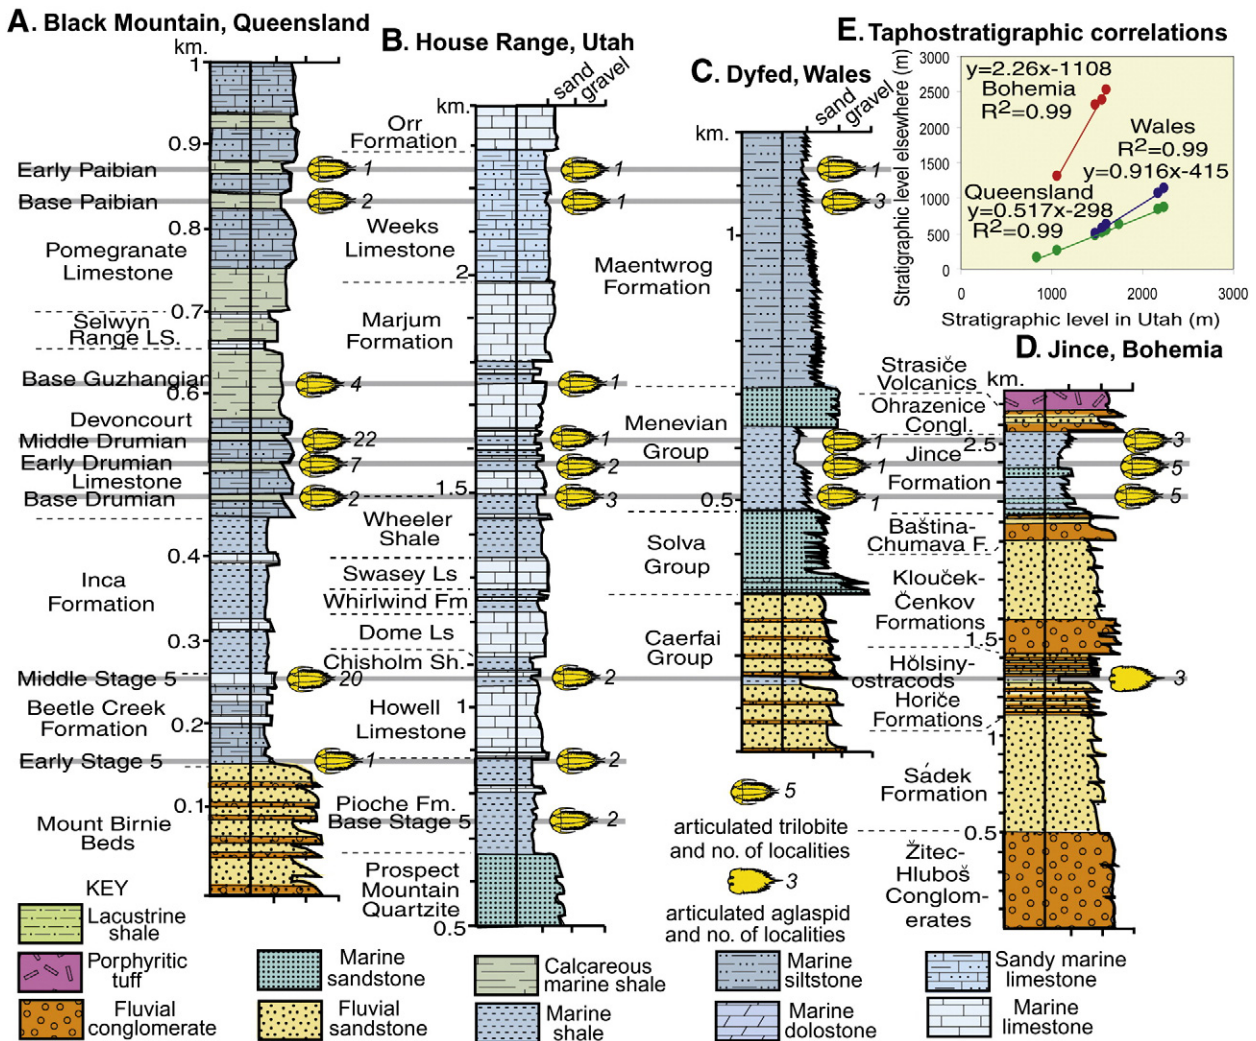 A. Black Mountain, Queensland
km.
1
0.9
Early Paibian
1
Base Paibian
2
0.8
Pomegranate
Limestone
0.7
Selwyn
Range LS.
Base Guzhangian
4
0.6
Devoncourt
Middle Drumian
22
Early Drumian
7
Limestone
Base Drumian
2
0.4
Inca
Formation
0.3
Middle Stage 5
20
Beetle Creek
Formation
0.2
Early Stage 5
1
0.1
Mount Birnie
Beds
B. House Range, Utah
km.
sand
gravel
Orr
Formation
1
1
Weeks
Limestone
2
Marjum
Formation
1
1
2
1.5
3
Wheeler
Shale
Swasey Ls
Whirlwind Fm
Dome Ls
Chisholm Sh.
2
1
Howell
Limestone
2
Pioche Fm.
Base Stage 5
2
Prospect
Mountain
Quartzite
0.5
C. Dyfed, Wales
km.
sand
gravel
1
3
1
Maentwrog
Formation
Menevian
Group
1
1
0.5
1
Solva
Group
Caerfai
Group
5
articulated trilobite
and no. of localities
3
articulated aglaspid
and no. of localities
E. Taphostratigraphic correlations
Stratigraphic level elsewhere (m)
3000
2500
2000
1500
1000
500
0
y=2.26x-1108
Bohemia
R2=0.99
Wales
R2=0.99
y=0.916x-415
Queensland
y=0.517x-298
R2=0.99
0
1000
2000
3000
Stratigraphic level in Utah (m)
D. Jince, Bohemia
Strasiče
Volcanics
km.
Ohrazenice
Congl.
2.5
3
Jince
5
Formation
5
Baština-
Chumava F.
Klouček-
Čenkov
Formations
1.5
Hölsiny-
ostracods
3
Horiče
Formations
1
Sádek
Formation
0.5
Žitec-
Hluboš
Conglom-
erates
KEY
Lacustrine
shale
Porphyritic
tuff
Fluvial
conglomerate
Marine
sandstone
Fluvial
sandstone
Calcareous
marine shale
Marine
shale
Marine
siltstone
Marine
dolostone
Sandy marine
limestone
Marine
limestone